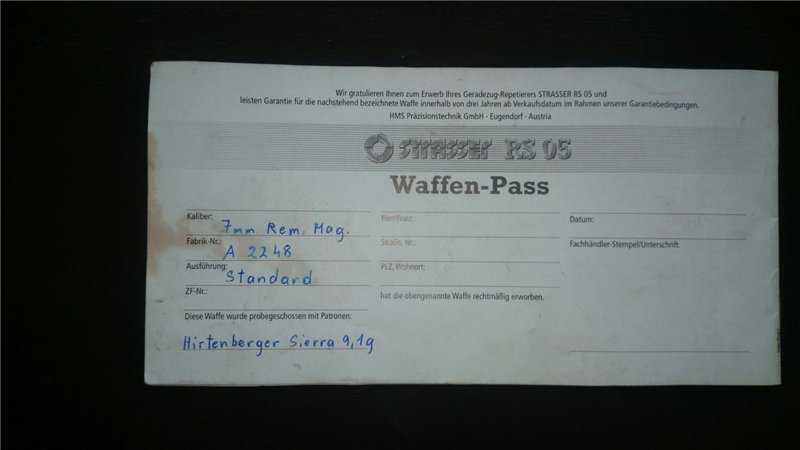 Wir gratulieren Ihnen zum Erwerb Ihres Geradezug-Repetierers STRASSER RS 05 und
leisten Garantie für die nachstehend bezeichnete Waffe innerhalb von drei Jahren ab Verkaufsdatum im Rahmen unserer Garantiebedingungen.
HMS Präzisionstechnik GmbH - Eugendorf - Austria
STRASSER RS 05
Waffen-Pass
Kaliber: 7mm Rem. Mag.
Fabrik-Nr.: A 2248
Ausführung: Standard
ZF-Nr.:
Diese Waffe wurde probegeschossen mit Patronen:
Hirtenberger Sierra 9,1g
Herr/Frau:
Straße, Nr.:
PLZ, Wohnort:
hat die obengenannte Waffe rechtmäßig erworben.
Datum:
Fachhändler-Stempel/Unterschrift